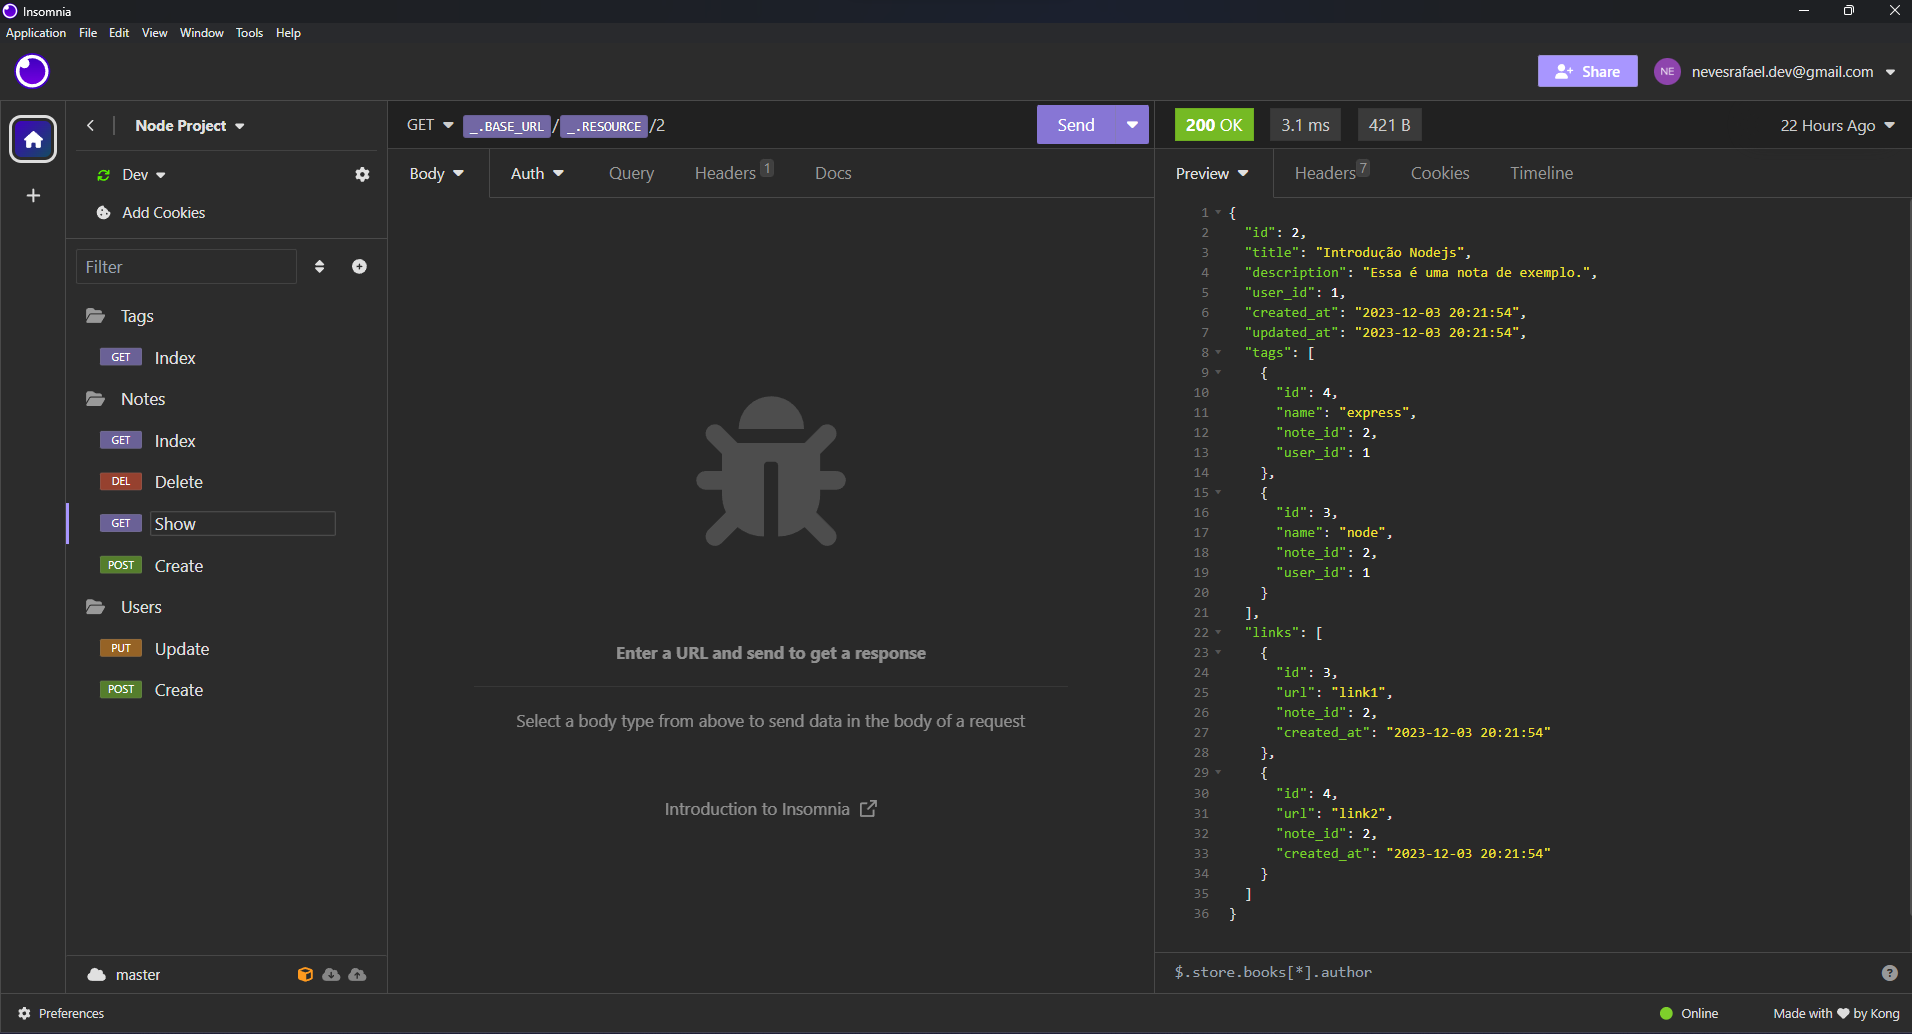 Insomnia
Application File Edit View Window Tools Help
Share NE nevesrafael.dev@gmail.com
Node Project
GET _.BASE_URL / _.RESOURCE /2
Send
200 OK 3.1 ms 421 B 22 Hours Ago
Dev
Add Cookies
Filter
Tags
GET Index
Notes
GET Index
DEL Delete
GET Show
POST Create
Users
PUT Update
POST Create
master
Body Auth Query Headers 1 Docs
Enter a URL and send to get a response
Select a body type from above to send data in the body of a request
Introduction to Insomnia
Preview Headers 7 Cookies Timeline
1 {
2 "id": 2,
3 "title": "Introdução Nodejs",
4 "description": "Essa é uma nota de exemplo.",
5 "user_id": 1,
6 "created_at": "2023-12-03 20:21:54",
7 "updated_at": "2023-12-03 20:21:54",
8 "tags": [
9 {
10 "id": 4,
11 "name": "express",
12 "note_id": 2,
13 "user_id": 1
14 },
15 {
16 "id": 3,
17 "name": "node",
18 "note_id": 2,
19 "user_id": 1
20 }
21 ],
22 "links": [
23 {
24 "id": 3,
25 "url": "link1",
26 "note_id": 2,
27 "created_at": "2023-12-03 20:21:54"
28 },
29 {
30 "id": 4,
31 "url": "link2",
32 "note_id": 2,
33 "created_at": "2023-12-03 20:21:54"
34 }
35 ]
36 }
$.store.books[*].author ?
Preferences
Online Made with ♥ by Kong